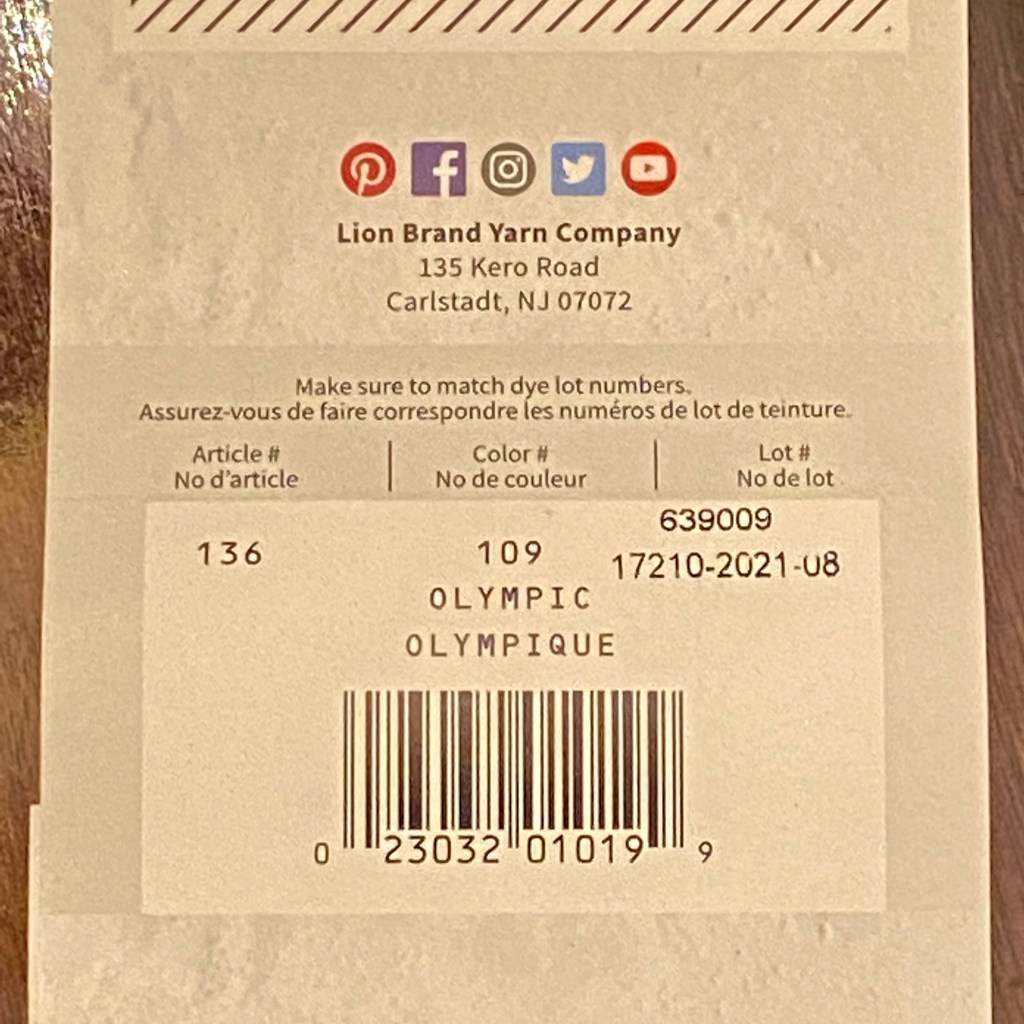 Lion Brand Yarn Company
135 Kero Road
Carlstadt, NJ 07072
Make sure to match dye lot numbers.
Assurez-vous de faire correspondre les numéros de lot de teinture.
Article # Color # Lot #
No d'article No de couleur No de lot
639009
136 109 17210-2021-08
OLYMPIC
OLYMPIQUE
0 23032 01019 9